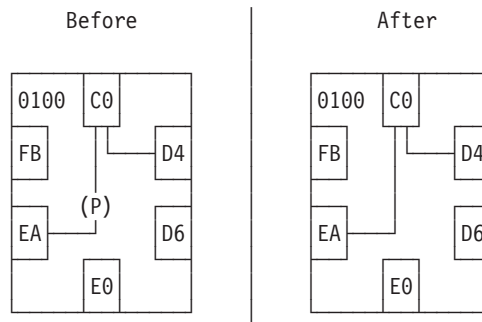 Before After
0100 C0 0100 C0
FB D4 FB D4
(P)
EA D6 EA D6
E0 E0